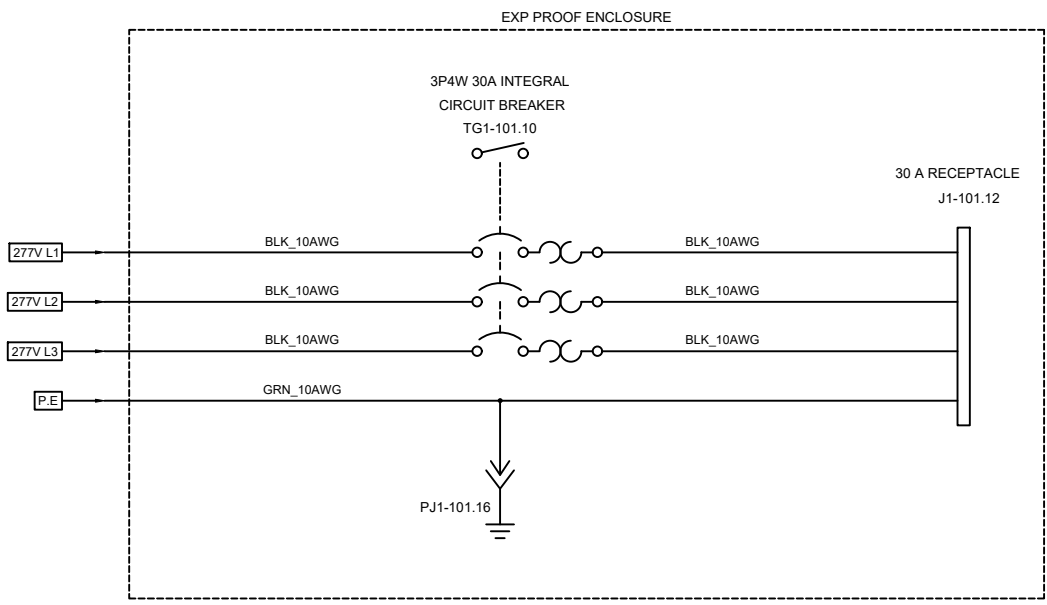 EXP PROOF ENCLOSURE
3P4W 30A INTEGRAL
CIRCUIT BREAKER
TG1-101.10
30 A RECEPTACLE
J1-101.12
277V L1
BLK_10AWG
BLK_10AWG
277V L2
BLK_10AWG
BLK_10AWG
277V L3
BLK_10AWG
BLK_10AWG
P.E
GRN_10AWG
PJ1-101.16